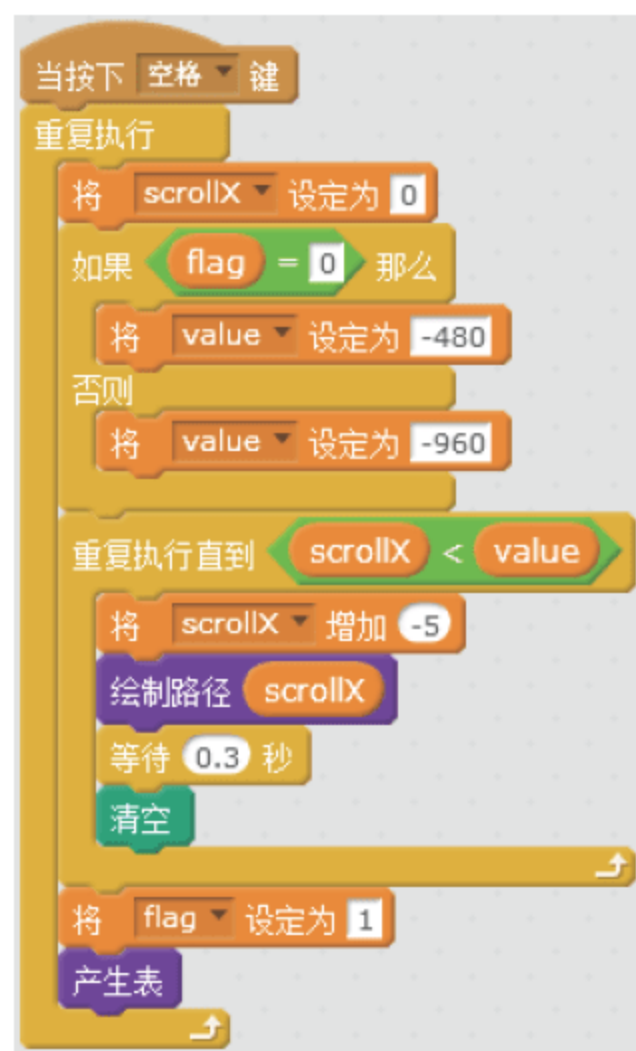 当按下 空格 键
重复执行
将 scrollX 设定为 0
如果 flag = 0 那么
将 value 设定为 -480
否则
将 value 设定为 -960
重复执行直到 scrollX < value
将 scrollX 增加 -5
绘制路径 scrollX
等待 0.3 秒
清空
将 flag 设定为 1
产生表